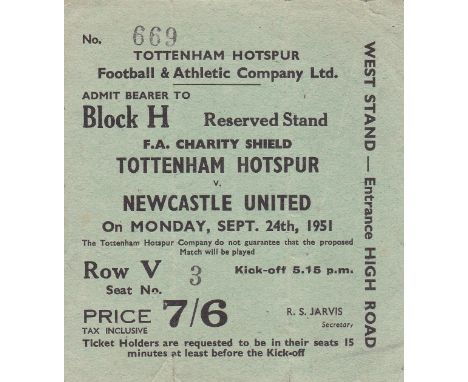 No. 669
TOTTENHAM HOTSPUR
Football & Athletic Company Ltd.
ADMIT BEARER TO
Block H Reserved Stand
F.A. CHARITY SHIELD
TOTTENHAM HOTSPUR
v.
NEWCASTLE UNITED
On MONDAY, SEPT. 24th, 1951
The Tottenham Hotspur Company do not guarantee that the proposed
Match will be played
Row V 3 Kick-off 5.15 p.m.
Seat No.
PRICE 7/6 R. S. JARVIS
TAX INCLUSIVE Secretary
Ticket Holders are requested to be in their seats 15
minutes at least before the Kick-off
WEST STAND — Entrance HIGH ROAD